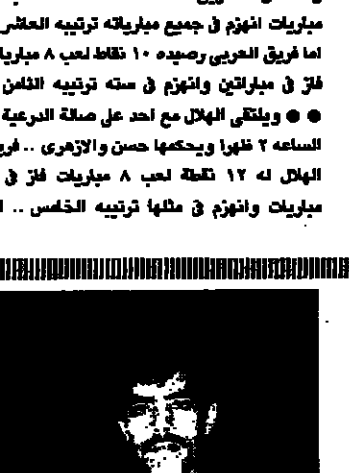 مباريات انهزم في جميع مبارياته ترتيبه العاشر
اما فريق العربي رصيده ١٠ نقاط لعب ٨ مباريا
فاز في مباراتين وانهزم في سته ترتيبه الثامن
● ● ويلتقي الهلال مع احد على صالة الدرعية
الساعه ٢ ظهرا ويحكمها حسن والازهرى .. فري
الهلال له ١٢ نقطة لعب ٨ مباريات فاز في
مباريات وانهزم في مثلها ترتيبه الخامس .. ا